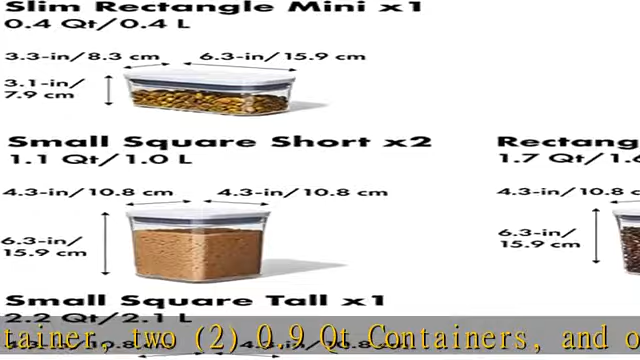 Slim Rectangle Mini x1
0.4 Qt/0.4 L
3.3-in/8.3 cm 6.3-in/15.9 cm
3.1-in/
7.9 cm
Small Square Short x2
1.1 Qt/1.0 L
4.3-in/10.8 cm 4.3-in/10.8 cm
6.3-in/
15.9 cm
Rectang
1.7 Qt/1.6
4.3-in/10.8
6.3-in/
15.9 cm
Small Square Tall x1
2.2 Qt/2.1 L
tainer, two (2) 0.9 Qt Containers, and o